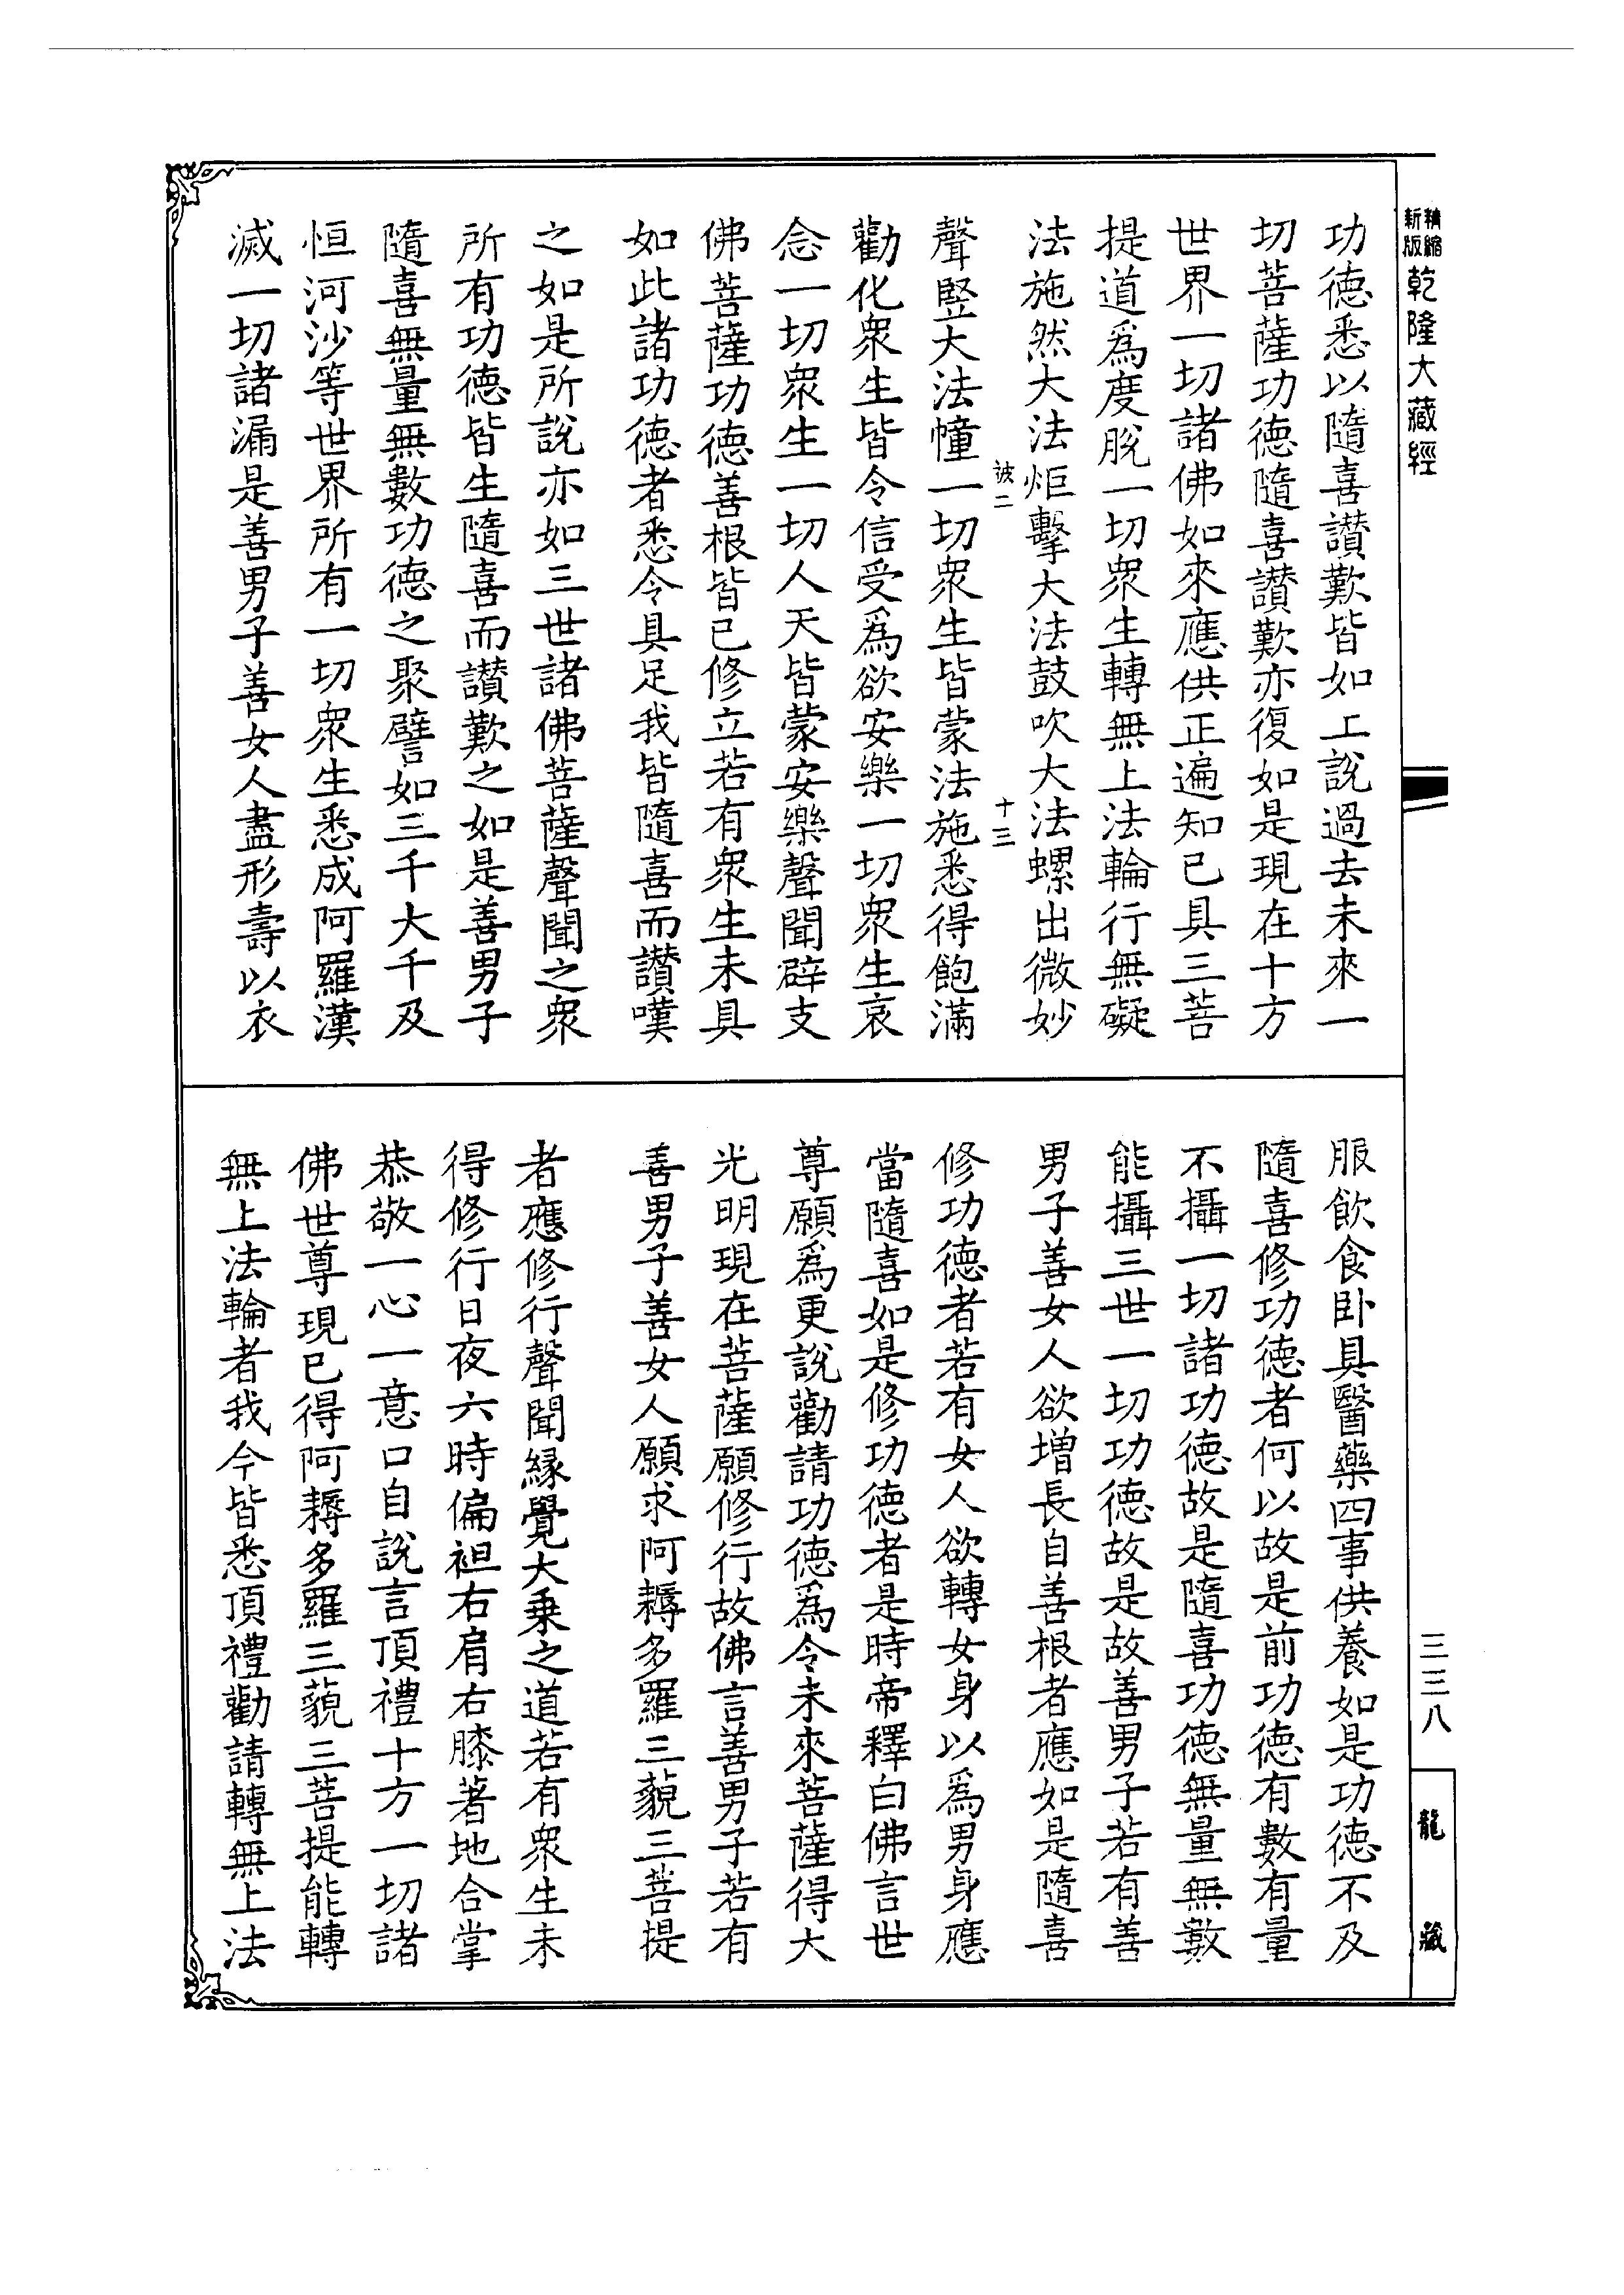 精縮新版 乾隆大藏經
功德悉以隨喜讚歎皆如上說過去未來一
切菩薩功德隨喜讚歎亦復如是現在十方
世界一切諸佛如來應供正遍知已具三菩
提道爲度脫一切眾生轉無上法輪行無礙
法施然大法炬擊大法鼓吹大法螺出微妙
十三
聲竪大法幢一切眾生皆蒙法施悉得飽滿
勸化眾生皆令信受爲欲安樂一切眾生哀
念一切眾生一切人天皆蒙安樂聲聞辟支
佛菩薩功德善根皆已修立若有眾生未具
如此諸功德者悉令具足我皆隨喜而讚嘆
之如是所說亦如三世諸佛菩薩聲聞之眾
所有功德皆生隨喜而讚歎之如是善男子
隨喜無量無數功德之聚譬如三千大千及
恒河沙等世界所有一切眾生悉成阿羅漢
滅一切諸漏是善男子善女人盡形壽以衣
服飲食卧具醫藥四事供養如是功德不及
隨喜修功德者何以故是前功德有數有量
不攝一切諸功德故是隨喜功德無量無數
能攝三世一切功德故是故善男子若有善
男子善女人欲增長自善根者應如是隨喜
修功德者若有女人欲轉女身以爲男身應
當隨喜如是修功德者是時帝釋白佛言世
尊願爲更說勸請功德爲令未來菩薩得大
光明現在菩薩願修行故佛言善男子若有
善男子善女人願求阿耨多羅三藐三菩提
者應修行聲聞緣覺大乗之道若有眾生未
得修行日夜六時偏袒右肩右膝著地合掌
恭敬一心一意口自說言頂禮十方一切諸
佛世尊現已得阿耨多羅三藐三菩提能轉
無上法輪者我今皆悉頂禮勸請轉無上法
三三八
龍藏